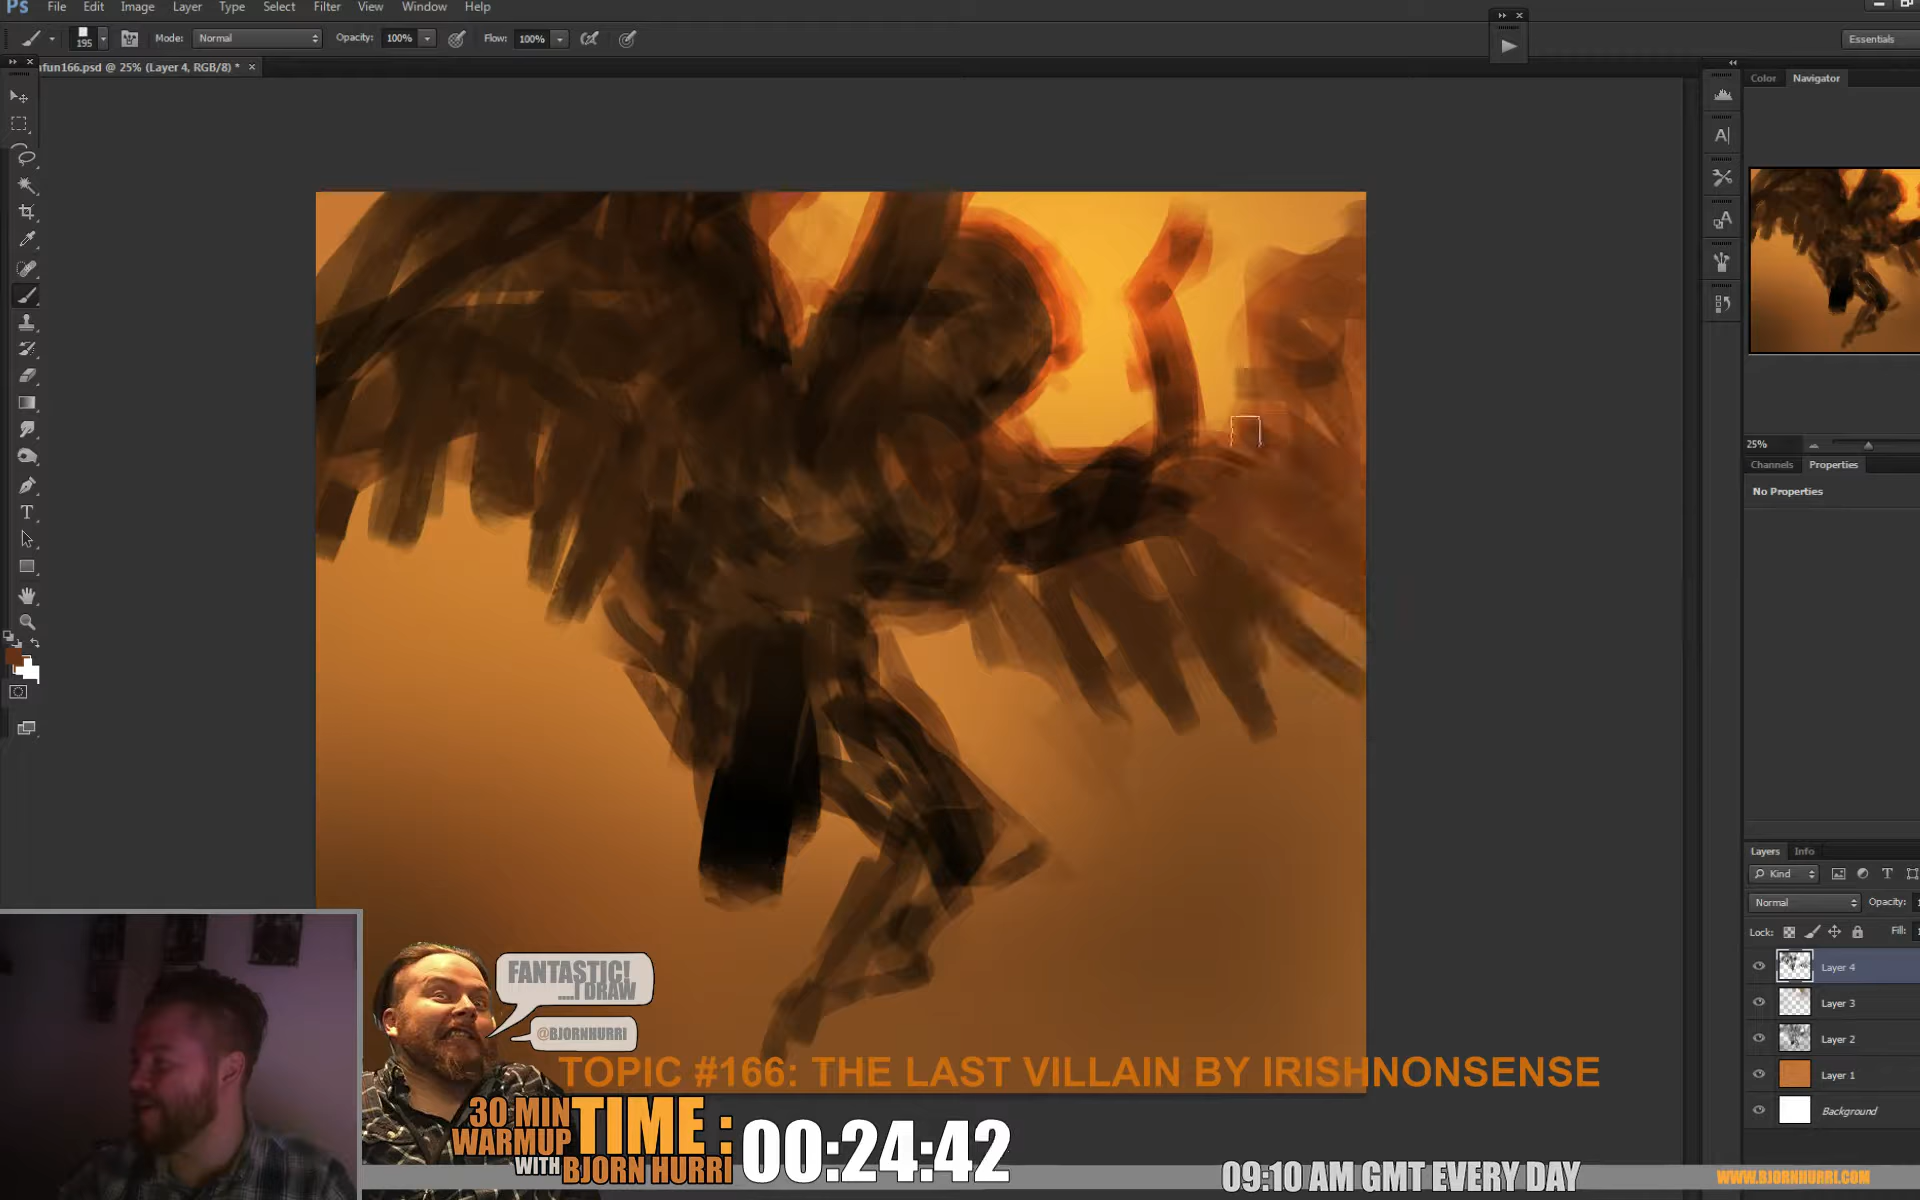 Ps File Edit Image Layer Type Select Filter View Window Help
195 Mode: Normal Opacity: 100% Flow: 100% Essentials
fun166.psd @ 25% (Layer 4, RGB/8) * ×
Color Navigator
25%
Channels Properties
No Properties
Layers Info
Kind
Normal Opacity: 1
Lock: Fill: 1
Layer 4
Layer 3
Layer 2
Layer 1
Background
FANTASTIC!
....I DRAW
@BJORNHURRI
TOPIC #166: THE LAST VILLAIN BY IRISHNONSENSE
30 MIN
WARMUP
WITH BJORN HURRI
TIME: 00:24:42
09:10 AM GMT EVERY DAY
WWW.BJORNHURRI.COM